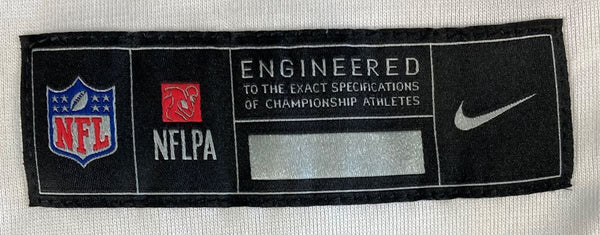 NFL
NFLPA
ENGINEERED
TO THE EXACT SPECIFICATIONS
OF CHAMPIONSHIP ATHLETES